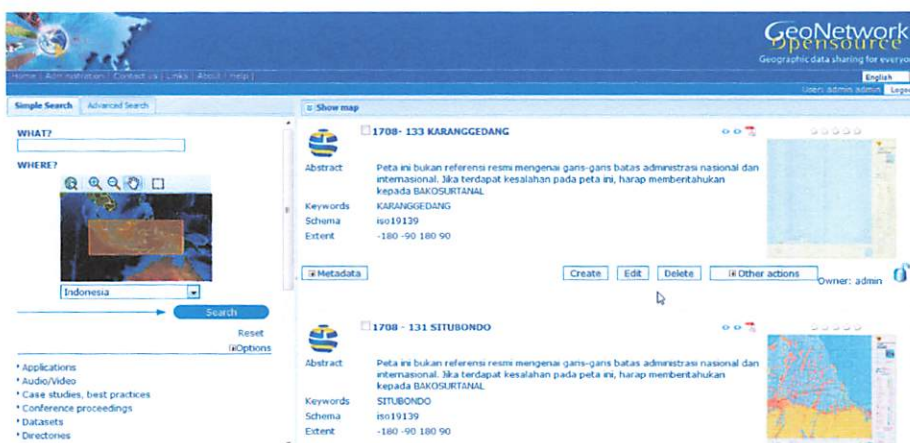 GeoNetwork
Opensource
Geographic data sharing for everyo
Home | Administration | Contact us | Links | About | Help |
English
User: admin admin
Logo
Simple Search
Advanced Search
WHAT?
WHERE?
Indonesia
Search
Reset
Options
Applications
Audio/Video
Case studies, best practices
Conference proceedings
Datasets
Directories
Show map
1708- 133 KARANGGEDANG
Abstract Peta ini bukan referensi resmi mengenai garis-garis batas administrasi nasional dan
internasional. Jika terdapat kesalahan pada peta ini, harap memberitahukan
kepada BAKOSURTANAL
Keywords KARANGGEDANG
Schema iso19139
Extent -180 -90 180 90
Metadata
Create Edit Delete Other actions
Owner: admin
1708 - 131 SITUBONDO
Abstract Peta ini bukan referensi resmi mengenai garis-garis batas administrasi nasional dan
internasional. Jika terdapat kesalahan pada peta ini, harap memberitahukan
kepada BAKOSURTANAL
Keywords SITUBONDO
Schema iso19139
Extent -180 -90 180 90